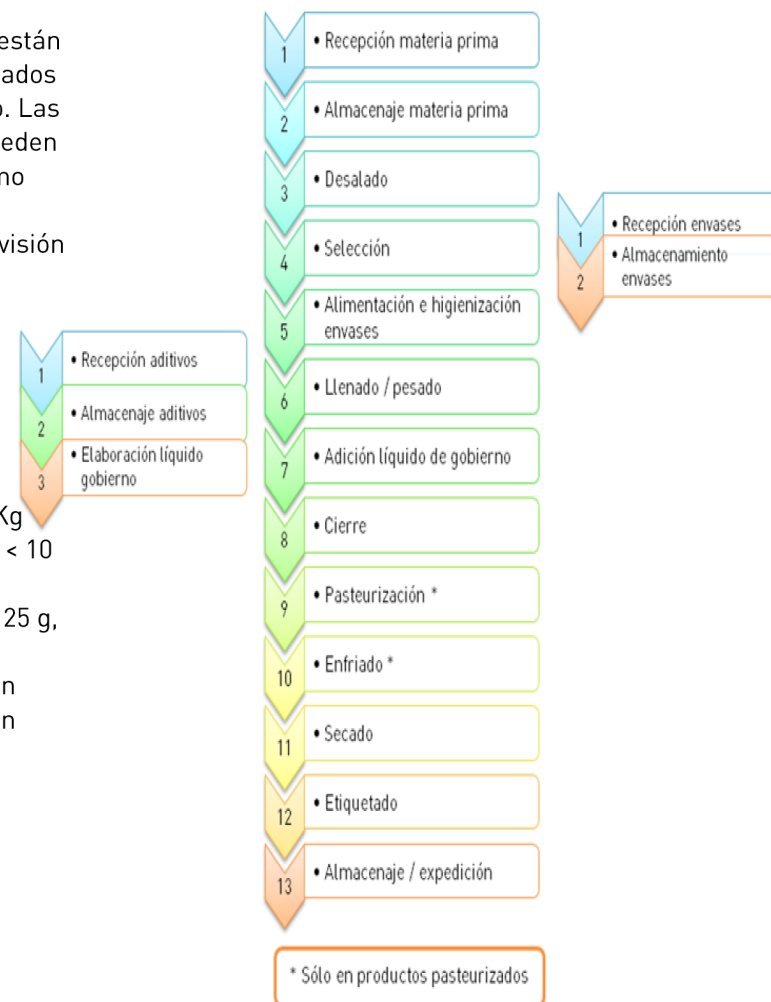 están
ados
o. Las
eden
mo
visión
Kg
< 10
25 g,
n
n
1
• Recepción aditivos
2
• Almacenaje aditivos
3
• Elaboración líquido
gobierno
1
• Recepción materia prima
2
• Almacenaje materia prima
3
• Desalado
4
• Selección
5
• Alimentación e higienización
envases
6
• Llenado / pesado
7
• Adición líquido de gobierno
8
• Cierre
9
• Pasteurización *
10
• Enfriado *
11
• Secado
12
• Etiquetado
13
• Almacenaje / expedición
* Sólo en productos pasteurizados
1
• Recepción envases
2
• Almacenamiento
envases